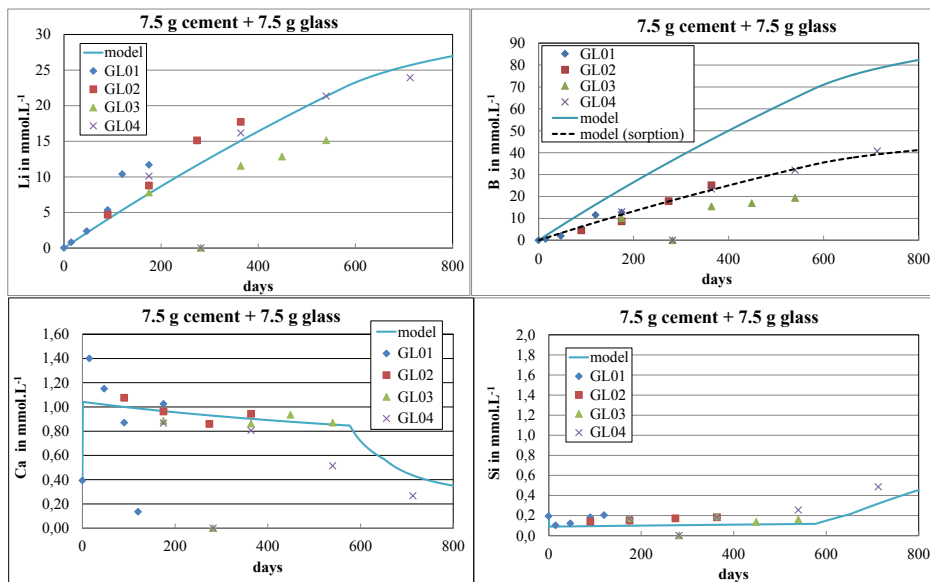 7.5 g cement + 7.5 g glass
30
25
20
15
10
5
0
Li in mmol.L-1
model
GL01
GL02
GL03
GL04
0 200 400 600 800
days
7.5 g cement + 7.5 g glass
90
80
70
60
50
40
30
20
10
0
B in mmol.L-1
GL01
GL02
GL03
GL04
model
model (sorption)
0 200 400 600 800
days
7.5 g cement + 7.5 g glass
1,60
1,40
1,20
1,00
0,80
0,60
0,40
0,20
0,00
Ca in mmol.L-1
model
GL01
GL02
GL03
GL04
0 200 400 600 800
days
7.5 g cement + 7.5 g glass
2,0
1,8
1,6
1,4
1,2
1,0
0,8
0,6
0,4
0,2
0,0
Si in mmol.L-1
model
GL01
GL02
GL03
GL04
0 200 400 600 800
days